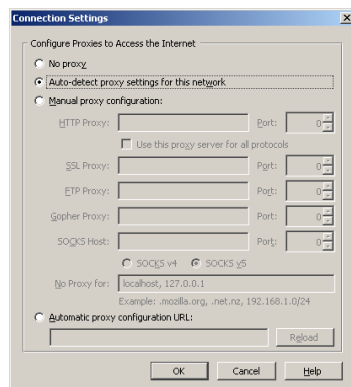 Connection Settings
Configure Proxies to Access the Internet
No proxy
Auto-detect proxy settings for this network
Manual proxy configuration:
HTTP Proxy: Port: 0
Use this proxy server for all protocols
SSL Proxy: Port: 0
FTP Proxy: Port: 0
Gopher Proxy: Port: 0
SOCKS Host: Port: 0
SOCKS v4 SOCKS v5
No Proxy for: localhost, 127.0.0.1
Example: .mozilla.org, .net.nz, 192.168.1.0/24
Automatic proxy configuration URL:
Reload
OK Cancel Help